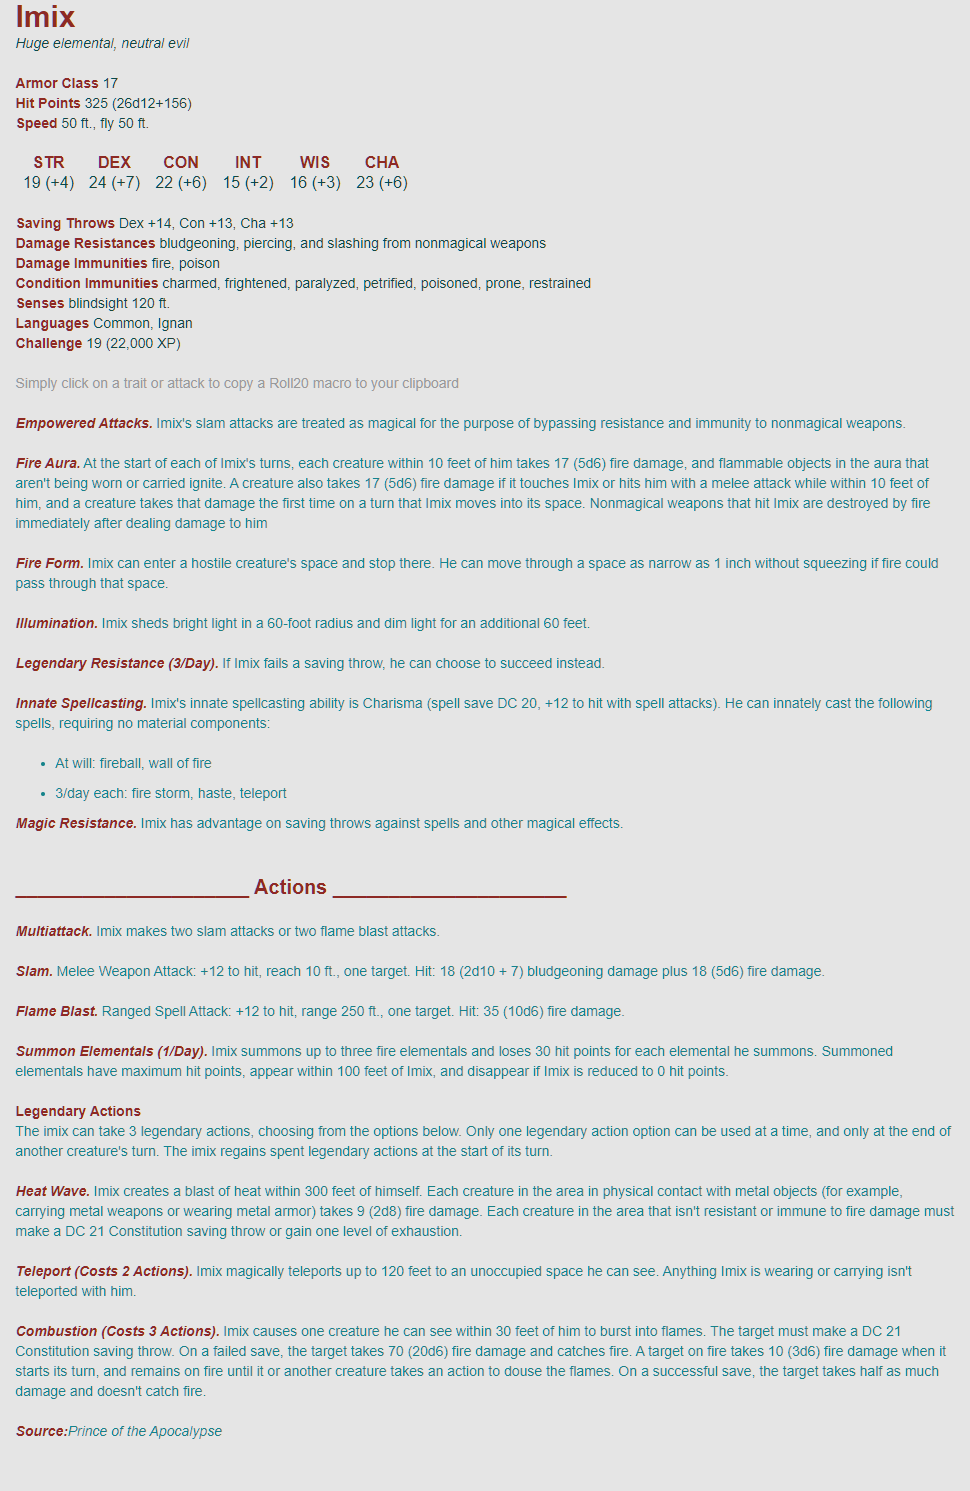 Imix
Huge elemental, neutral evil
Armor Class 17
Hit Points 325 (26d12+156)
Speed 50 ft., fly 50 ft.
STR DEX CON INT WIS CHA
19 (+4) 24 (+7) 22 (+6) 15 (+2) 16 (+3) 23 (+6)
Saving Throws Dex +14, Con +13, Cha +13
Damage Resistances bludgeoning, piercing, and slashing from nonmagical weapons
Damage Immunities fire, poison
Condition Immunities charmed, frightened, paralyzed, petrified, poisoned, prone, restrained
Senses blindsight 120 ft.
Languages Common, Ignan
Challenge 19 (22,000 XP)
Simply click on a trait or attack to copy a Roll20 macro to your clipboard
Empowered Attacks. Imix's slam attacks are treated as magical for the purpose of bypassing resistance and immunity to nonmagical weapons.
Fire Aura. At the start of each of Imix's turns, each creature within 10 feet of him takes 17 (5d6) fire damage, and flammable objects in the aura that
aren't being worn or carried ignite. A creature also takes 17 (5d6) fire damage if it touches Imix or hits him with a melee attack while within 10 feet of
him, and a creature takes that damage the first time on a turn that Imix moves into its space. Nonmagical weapons that hit Imix are destroyed by fire
immediately after dealing damage to him
Fire Form. Imix can enter a hostile creature's space and stop there. He can move through a space as narrow as 1 inch without squeezing if fire could
pass through that space.
Illumination. Imix sheds bright light in a 60-foot radius and dim light for an additional 60 feet.
Legendary Resistance (3/Day). If Imix fails a saving throw, he can choose to succeed instead.
Innate Spellcasting. Imix's innate spellcasting ability is Charisma (spell save DC 20, +12 to hit with spell attacks). He can innately cast the following
spells, requiring no material components:
• At will: fireball, wall of fire
• 3/day each: fire storm, haste, teleport
Magic Resistance. Imix has advantage on saving throws against spells and other magical effects.
_____________________ Actions _____________________
Multiattack. Imix makes two slam attacks or two flame blast attacks.
Slam. Melee Weapon Attack: +12 to hit, reach 10 ft., one target. Hit: 18 (2d10 + 7) bludgeoning damage plus 18 (5d6) fire damage.
Flame Blast. Ranged Spell Attack: +12 to hit, range 250 ft., one target. Hit: 35 (10d6) fire damage.
Summon Elementals (1/Day). Imix summons up to three fire elementals and loses 30 hit points for each elemental he summons. Summoned
elementals have maximum hit points, appear within 100 feet of Imix, and disappear if Imix is reduced to 0 hit points.
Legendary Actions
The imix can take 3 legendary actions, choosing from the options below. Only one legendary action option can be used at a time, and only at the end of
another creature's turn. The imix regains spent legendary actions at the start of its turn.
Heat Wave. Imix creates a blast of heat within 300 feet of himself. Each creature in the area in physical contact with metal objects (for example,
carrying metal weapons or wearing metal armor) takes 9 (2d8) fire damage. Each creature in the area that isn't resistant or immune to fire damage must
make a DC 21 Constitution saving throw or gain one level of exhaustion.
Teleport (Costs 2 Actions). Imix magically teleports up to 120 feet to an unoccupied space he can see. Anything Imix is wearing or carrying isn't
teleported with him.
Combustion (Costs 3 Actions). Imix causes one creature he can see within 30 feet of him to burst into flames. The target must make a DC 21
Constitution saving throw. On a failed save, the target takes 70 (20d6) fire damage and catches fire. A target on fire takes 10 (3d6) fire damage when it
starts its turn, and remains on fire until it or another creature takes an action to douse the flames. On a successful save, the target takes half as much
damage and doesn't catch fire.
Source:Prince of the Apocalypse